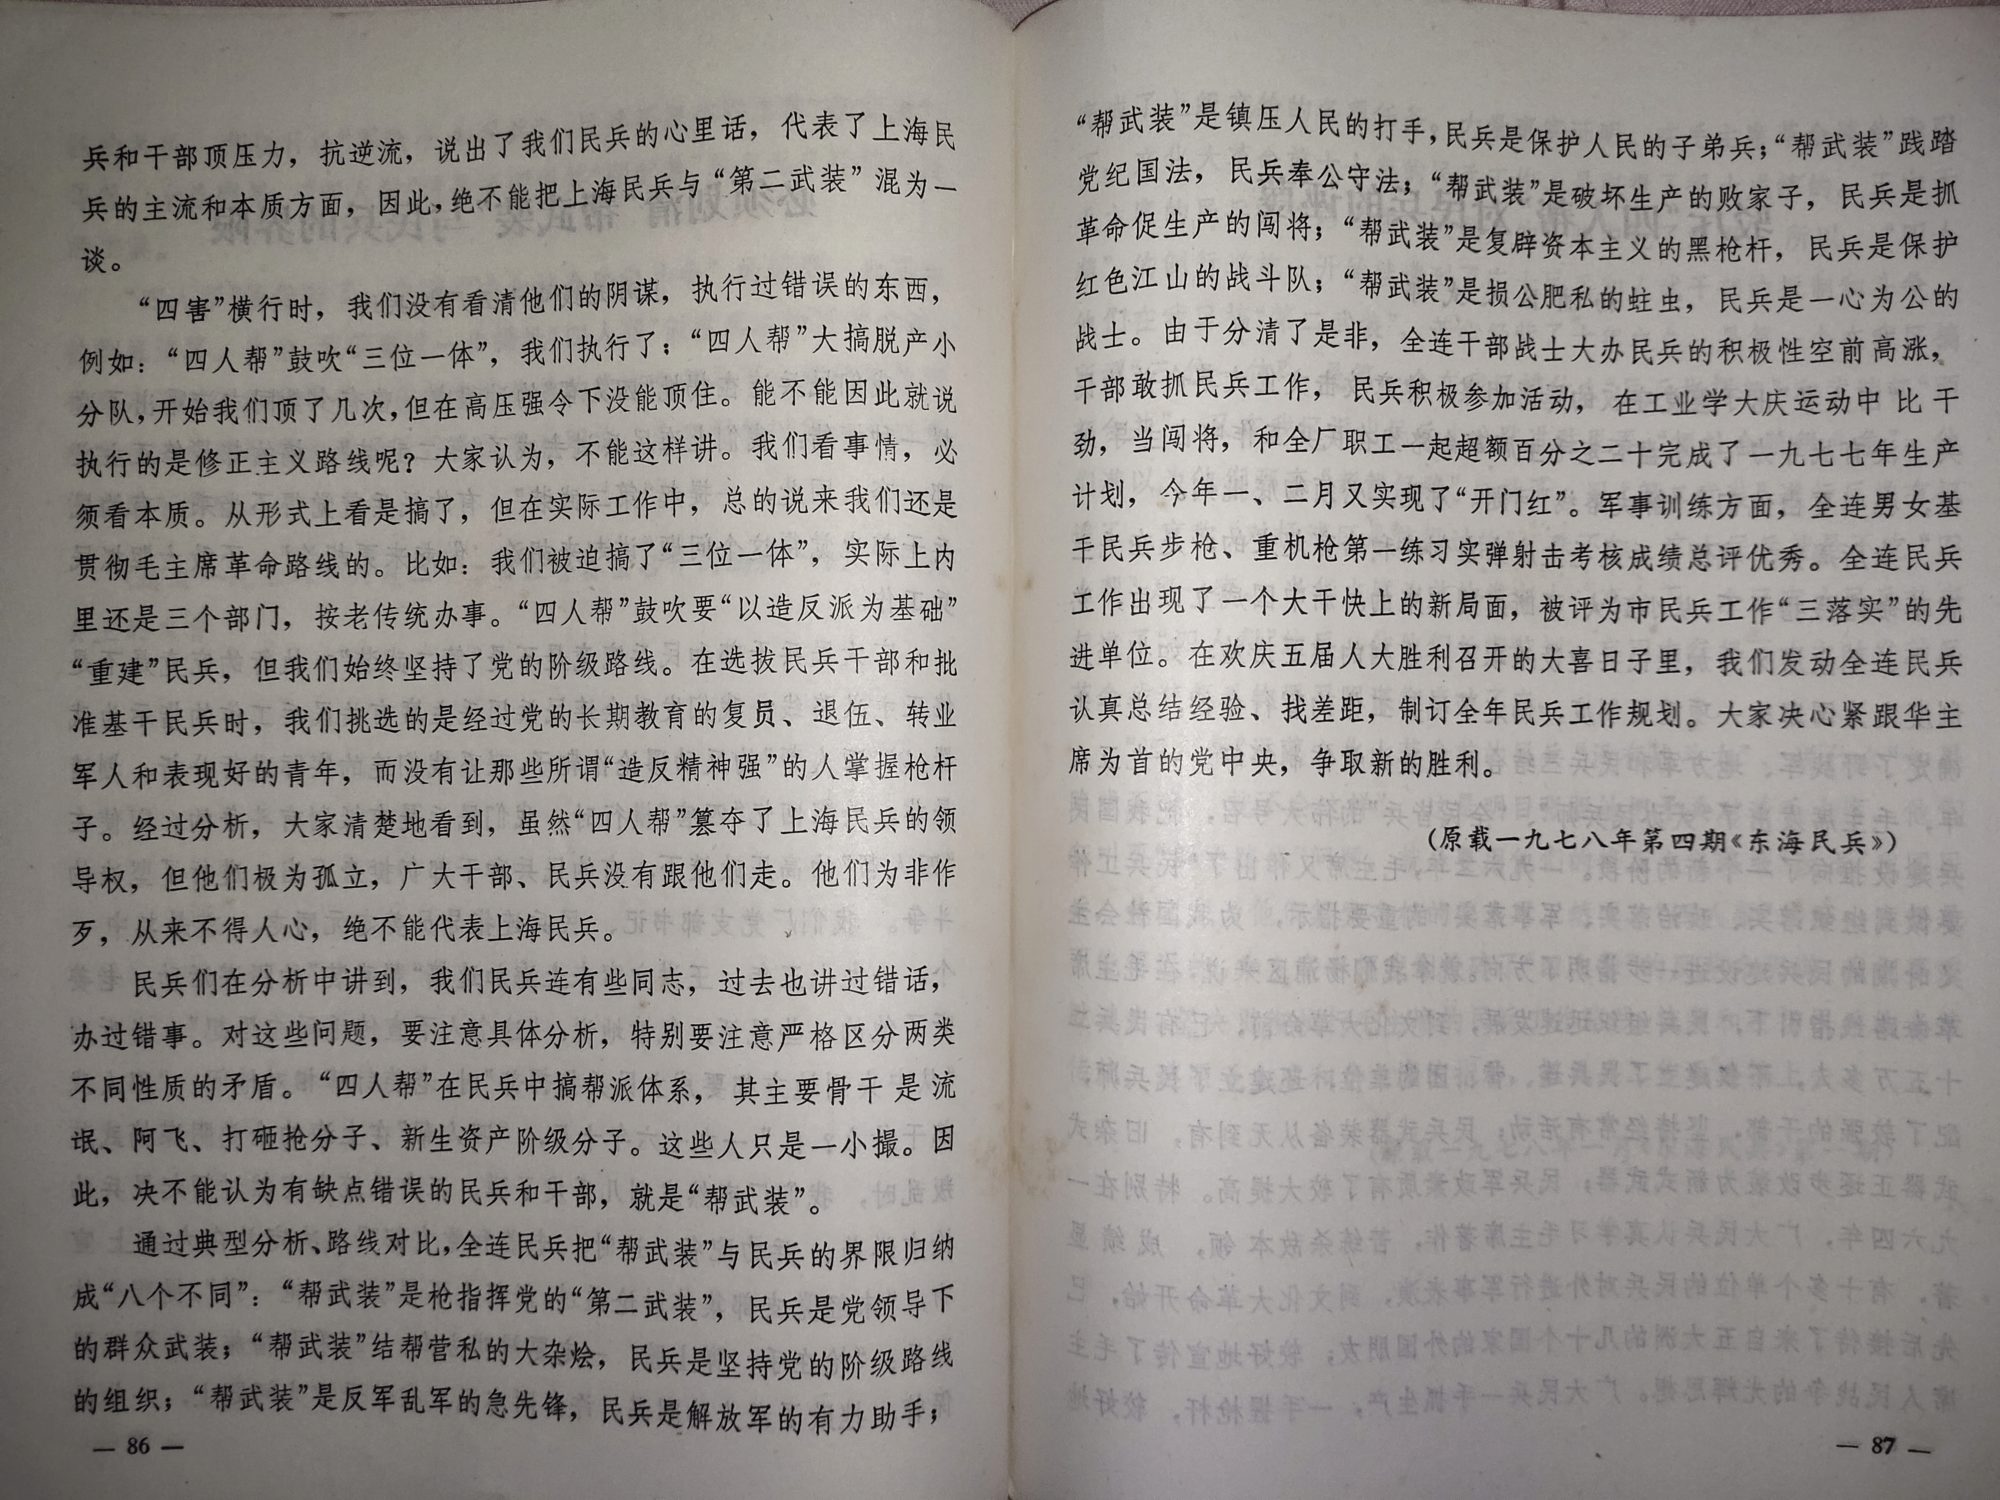 兵和干部顶压力，抗逆流，说出了我们民兵的心里话，代表了上海民
兵的主流和本质方面，因此，绝不能把上海民兵与“第二武装”混为一
谈。
“四害”横行时，我们没有看清他们的阴谋，执行过错误的东西，
例如：“四人帮”鼓吹“三位一体”，我们执行了；“四人帮”大搞脱产小
分队，开始我们顶了几次，但在高压强令下没能顶住。能不能因此就说
执行的是修正主义路线呢？大家认为，不能这样讲。我们看事情，必
须看本质。从形式上看是搞了，但在实际工作中，总的说来我们还是
贯彻毛主席革命路线的。比如：我们被迫搞了“三位一体”，实际上内
里还是三个部门，按老传统办事。“四人帮”鼓吹要“以造反派为基础”
“重建”民兵，但我们始终坚持了党的阶级路线。在选拔民兵干部和批
准基干民兵时，我们挑选的是经过党的长期教育的复员、退伍、转业
军人和表现好的青年，而没有让那些所谓“造反精神强”的人掌握枪杆
子。经过分析，大家清楚地看到，虽然“四人帮”篡夺了上海民兵的领
导权，但他们极为孤立，广大干部、民兵没有跟他们走。他们为非作
歹，从来不得人心，绝不能代表上海民兵。
民兵们在分析中讲到，我们民兵连有些同志，过去也讲过错话，
办过错事。对这些问题，要注意具体分析，特别要注意严格区分两类
不同性质的矛盾。“四人帮”在民兵中搞帮派体系，其主要骨干是流
氓、阿飞、打砸抢分子、新生资产阶级分子。这些人只是一小撮。因
此，决不能认为有缺点错误的民兵和干部，就是“帮武装”。
通过典型分析、路线对比，全连民兵把“帮武装”与民兵的界限归纳
成“八个不同”：“帮武装”是枪指挥党的“第二武装”，民兵是党领导下
的群众武装；“帮武装”结帮营私的大杂烩，民兵是坚持党的阶级路线
的组织；“帮武装”是反军乱军的急先锋，民兵是解放军的有力助手；
— 86 —
“帮武装”是镇压人民的打手，民兵是保护人民的子弟兵；“帮武装”践踏
党纪国法，民兵奉公守法；“帮武装”是破坏生产的败家子，民兵是抓
革命促生产的闯将；“帮武装”是复辟资本主义的黑枪杆，民兵是保护
红色江山的战斗队；“帮武装”是损公肥私的蛀虫，民兵是一心为公的
战士。由于分清了是非，全连干部战士大办民兵的积极性空前高涨，
干部敢抓民兵工作，民兵积极参加活动，在工业学大庆运动中比干
劲，当闯将，和全厂职工一起超额百分之二十完成了一九七七年生产
计划，今年一、二月又实现了“开门红”。军事训练方面，全连男女基
干民兵步枪、重机枪第一练习实弹射击考核成绩总评优秀。全连民兵
工作出现了一个大干快上的新局面，被评为市民兵工作“三落实”的先
进单位。在欢庆五届人大胜利召开的大喜日子里，我们发动全连民兵
认真总结经验、找差距，制订全年民兵工作规划。大家决心紧跟华主
席为首的党中央，争取新的胜利。
（原载一九七八年第四期《东海民兵》）
— 87 —